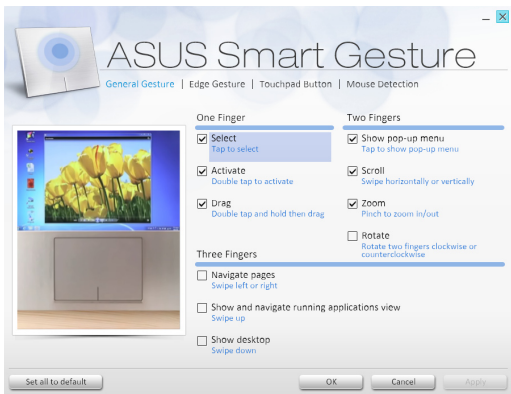 ASUS Smart Gesture
General Gesture | Edge Gesture | Touchpad Button | Mouse Detection
One Finger
Select
Tap to select
Activate
Double tap to activate
Drag
Double tap and hold then drag
Two Fingers
Show pop-up menu
Tap to show pop-up menu
Scroll
Swipe horizontally or vertically
Zoom
Pinch to zoom in/out
Rotate
Rotate two fingers clockwise or
counterclockwise
Three Fingers
Navigate pages
Swipe left or right
Show and navigate running applications view
Swipe up
Show desktop
Swipe down
Set all to default
OK
Cancel
Apply